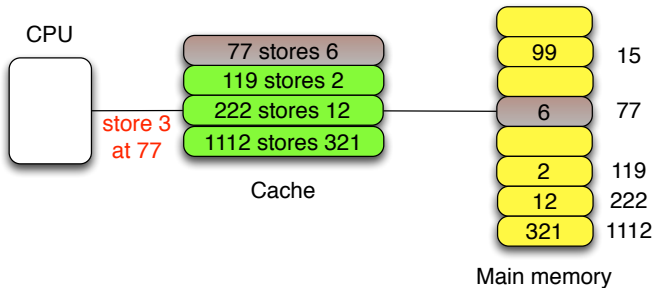 CPU
store 3
at 77
77 stores 6
119 stores 2
222 stores 12
1112 stores 321
Cache
99 15
6 77
2 119
12 222
321 1112
Main memory